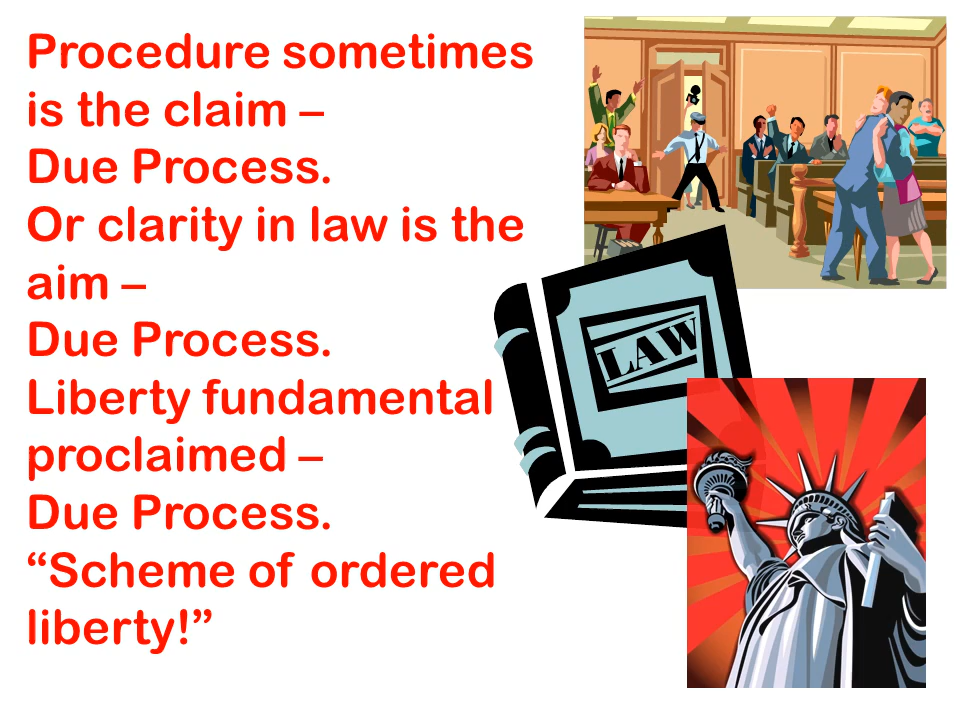 Procedure sometimes
is the claim –
Due Process.
Or clarity in law is the
aim –
Due Process.
Liberty fundamental
proclaimed –
Due Process.
“Scheme of ordered
liberty!”
LAW